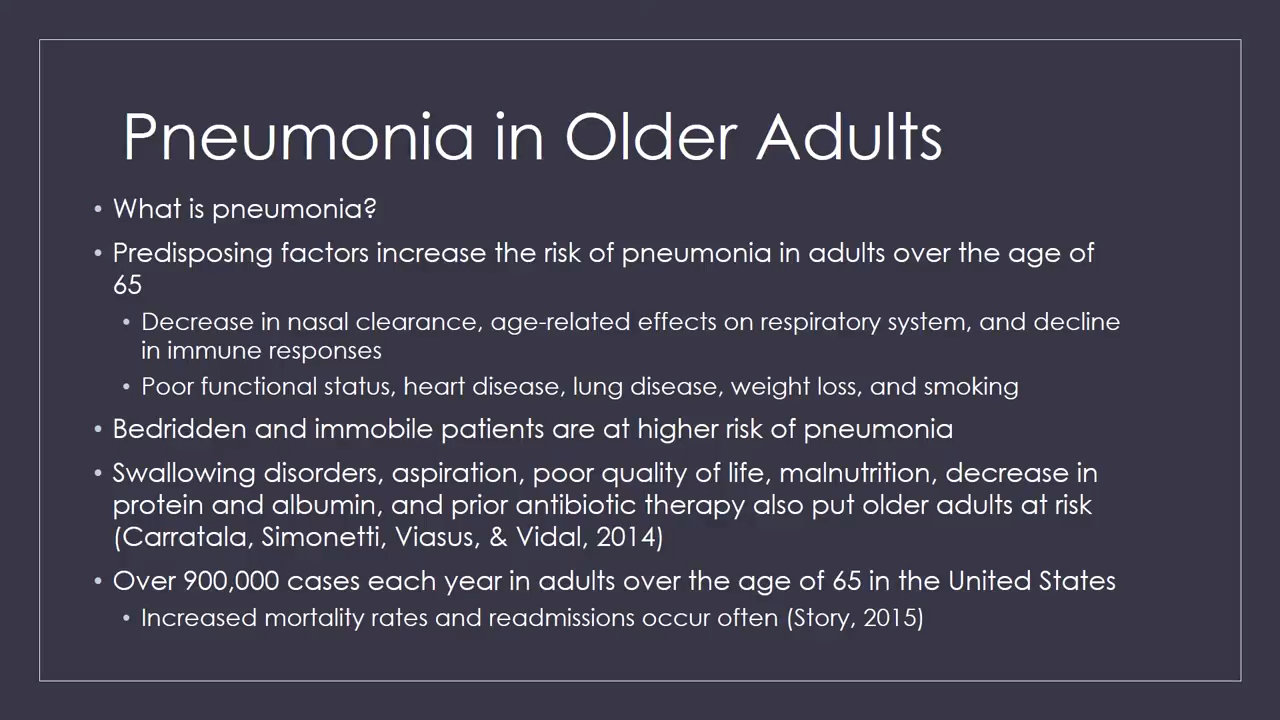 Pneumonia in Older Adults
• What is pneumonia?
• Predisposing factors increase the risk of pneumonia in adults over the age of
65
• Decrease in nasal clearance, age-related effects on respiratory system, and decline
in immune responses
• Poor functional status, heart disease, lung disease, weight loss, and smoking
• Bedridden and immobile patients are at higher risk of pneumonia
• Swallowing disorders, aspiration, poor quality of life, malnutrition, decrease in
protein and albumin, and prior antibiotic therapy also put older adults at risk
(Carratala, Simonetti, Viasus, & Vidal, 2014)
• Over 900,000 cases each year in adults over the age of 65 in the United States
• Increased mortality rates and readmissions occur often (Story, 2015)